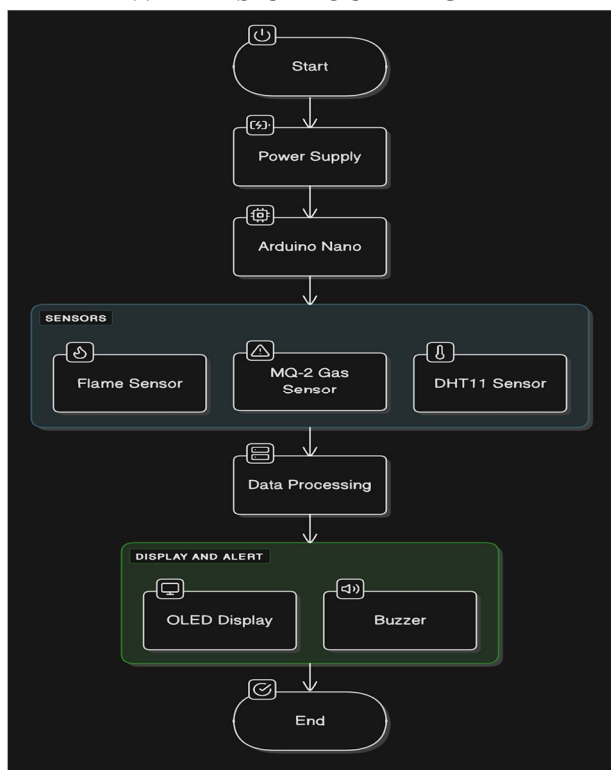 Start
Power Supply
Arduino Nano
SENSORS
Flame Sensor
MQ-2 Gas
Sensor
DHT11 Sensor
Data Processing
DISPLAY AND ALERT
OLED Display
Buzzer
End